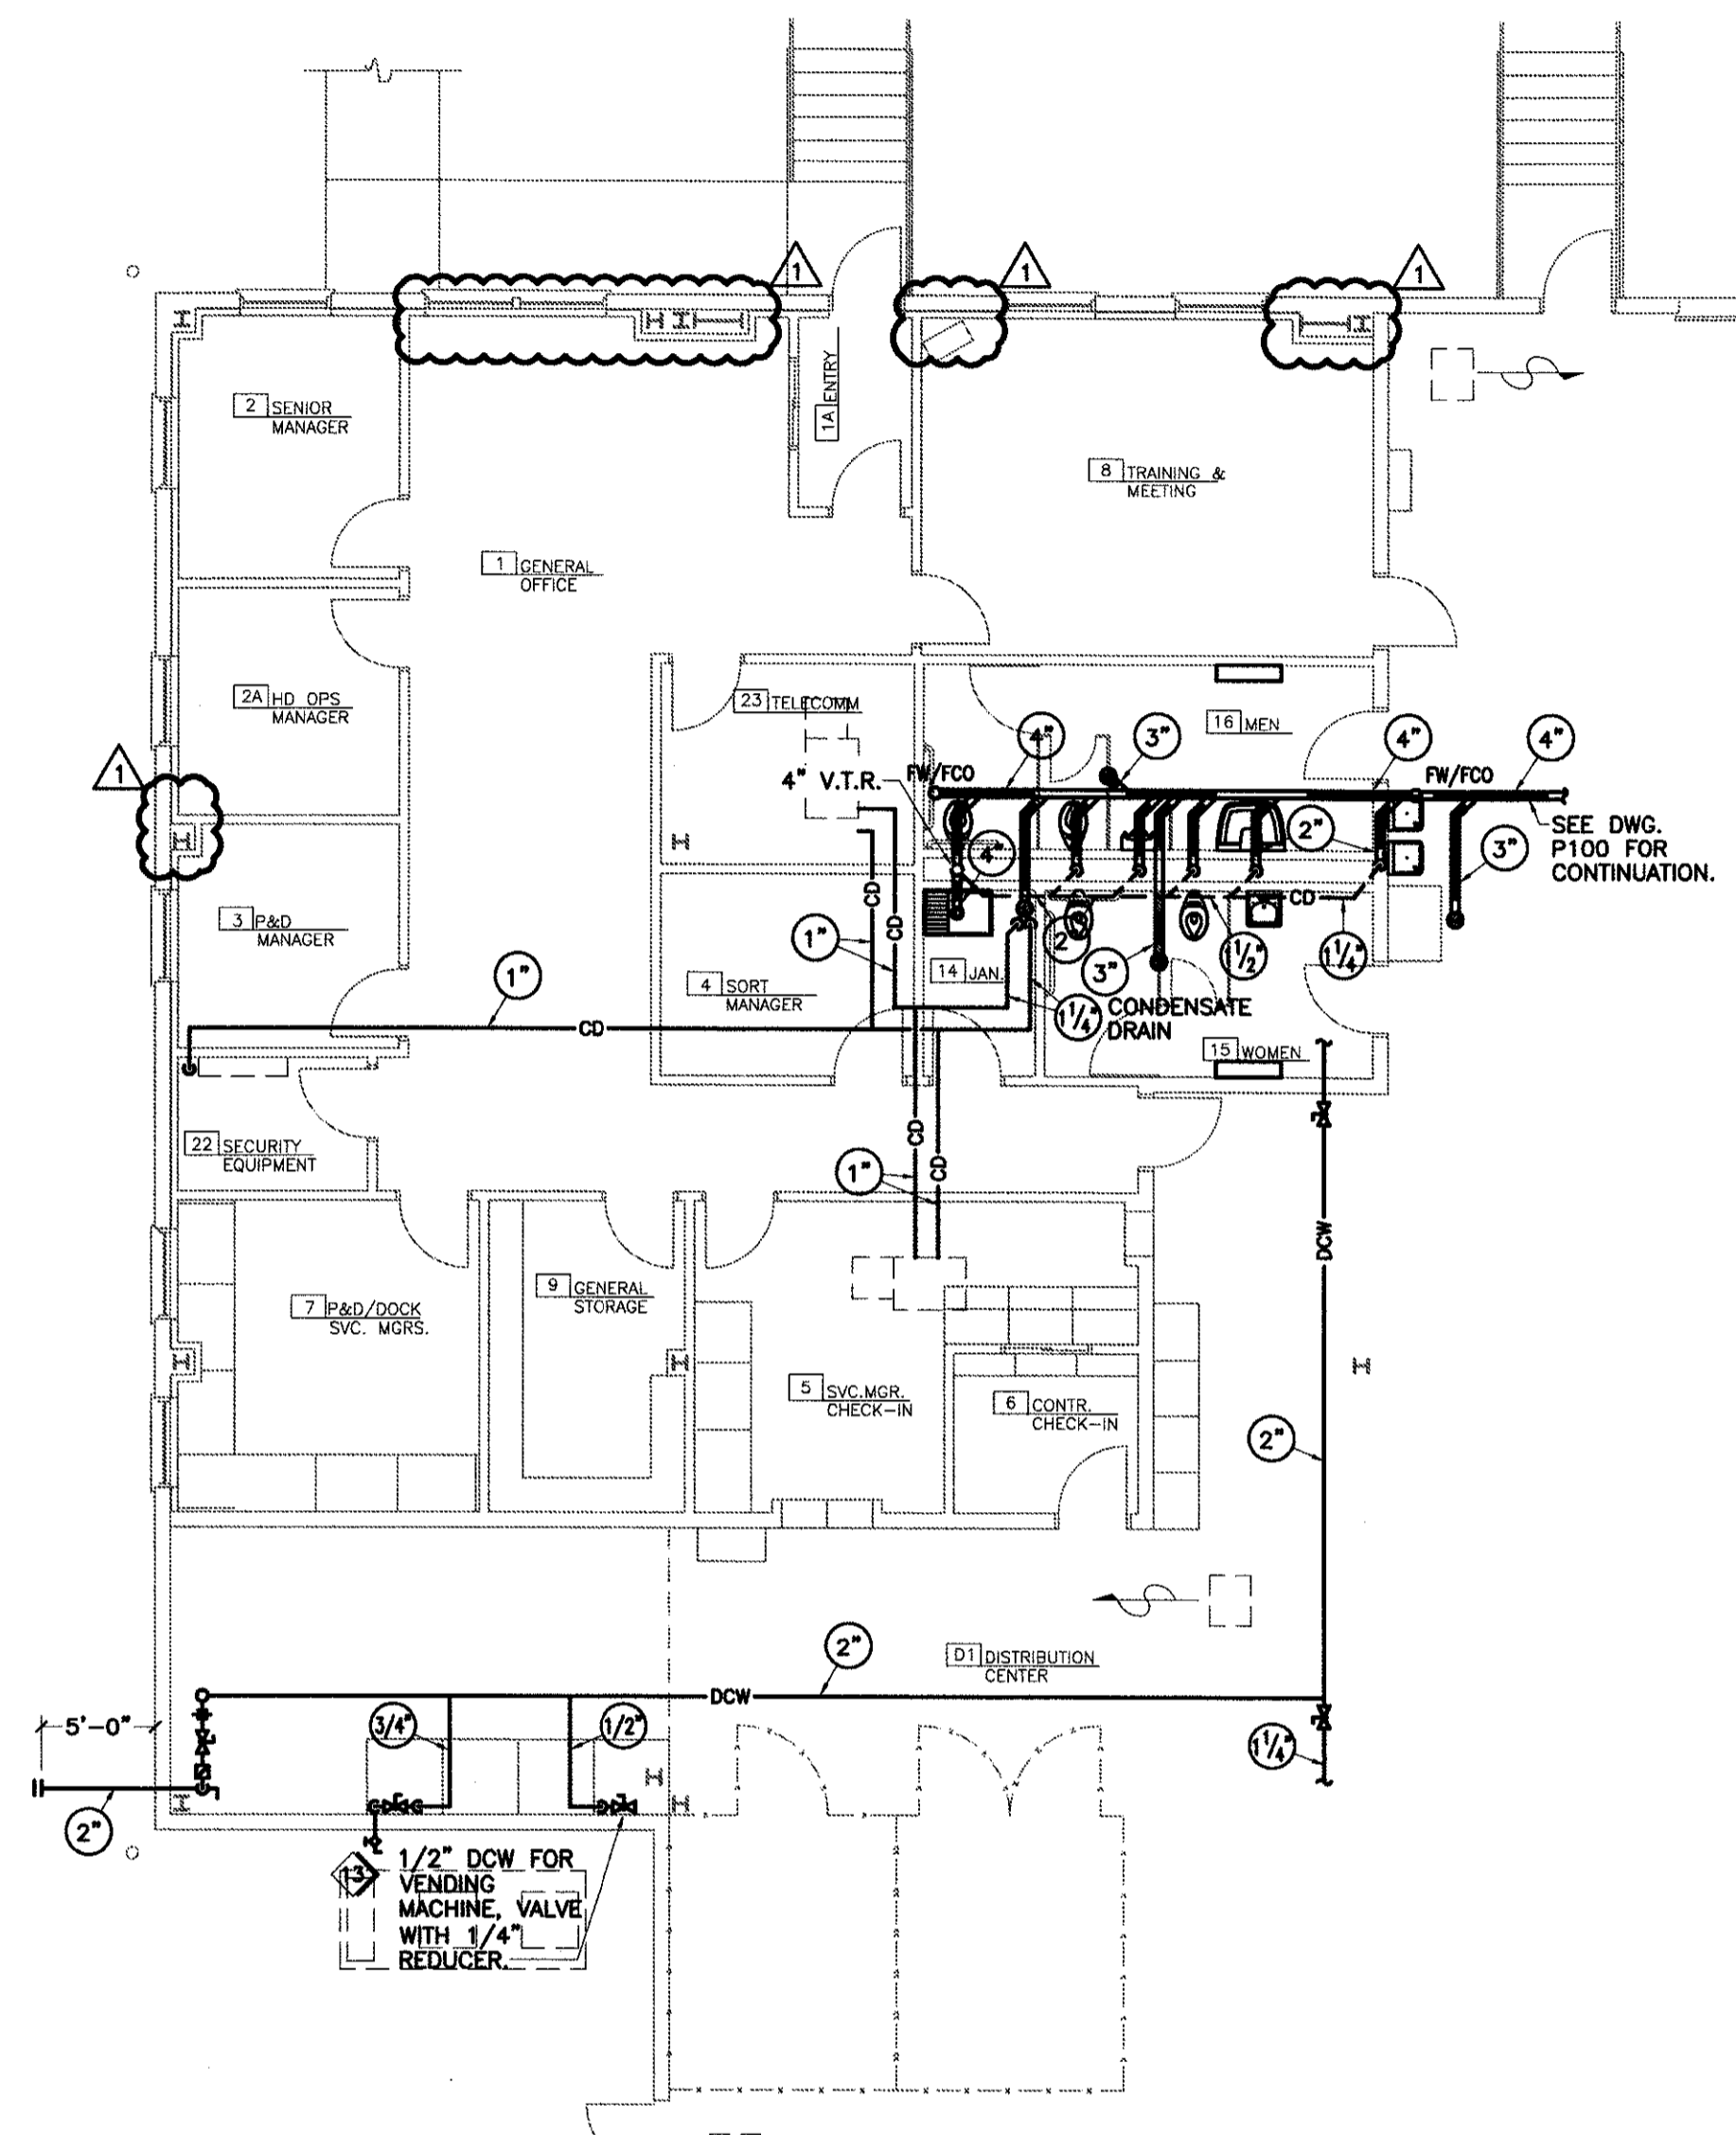 1
1
1
2 SENIOR
MANAGER
1A ENTRY
8 TRAINING &
MEETING
1 GENERAL
OFFICE
2A HD OPS
MANAGER
23 TELECOMM
16 MEN
1
4" V.T.R.
FW/FCO
4"
3"
4"
FW/FCO
4"
2"
SEE DWG.
P100 FOR
CONTINUATION.
3"
4"
3 P&D
MANAGER
CD
CD
1"
CD
2"
3"
1 1/2"
1 1/4"
4 SORT
MANAGER
14 JAN.
1"
CD
1 1/4"
CONDENSATE
DRAIN
15 WOMEN
22 SECURITY
EQUIPMENT
CD
CD
1"
DCW
7 P&D/DOCK
SVC. MGRS.
9 GENERAL
STORAGE
5 SVC.MGR.
CHECK-IN
6 CONTR.
CHECK-IN
2"
2"
D1 DISTRIBUTION
CENTER
DCW
5'-0"
3/4"
1/2"
1 1/4"
2"
13
1/2" DCW FOR
VENDING
MACHINE, VALVE
WITH 1/4"
REDUCER.